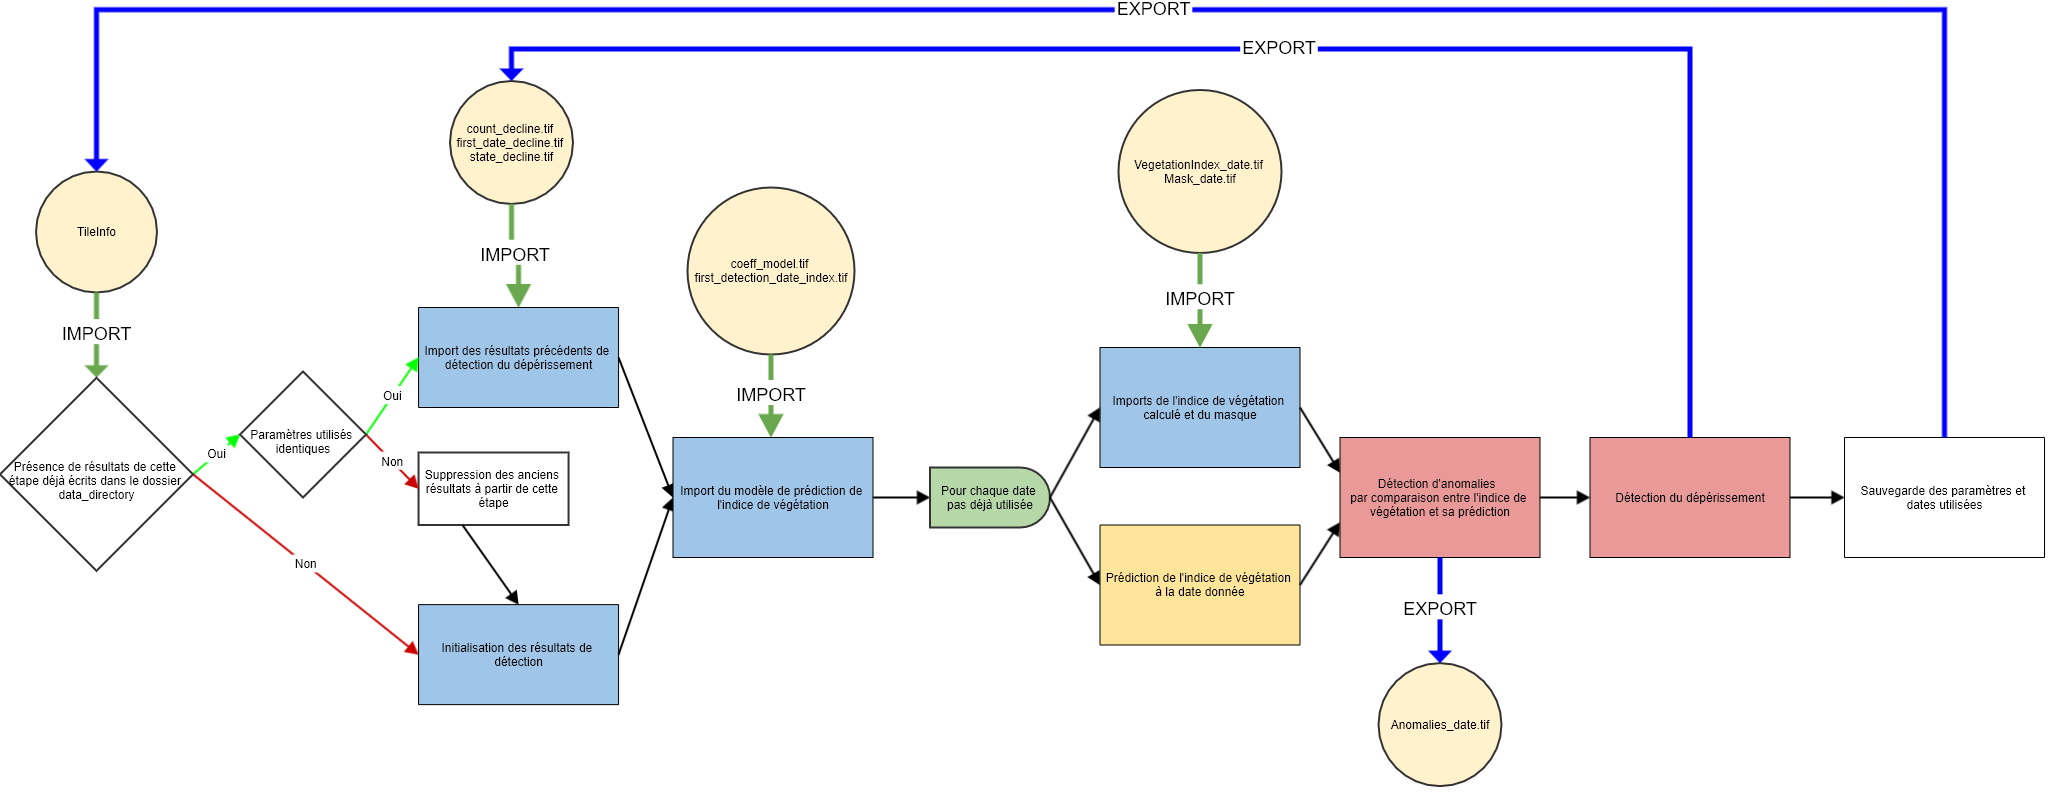 EXPORT
EXPORT
count_decline.tif
first_date_decline.tif
state_decline.tif
VegetationIndex_date.tif
Mask_date.tif
TileInfo
IMPORT
coeff_model.tif
first_detection_date_index.tif
IMPORT
IMPORT
Import des résultats précédents de
détection du dépérissement
IMPORT
Oui
Imports de l'indice de végétation
calculé et du masque
Paramètres utilisés
identiques
Oui
Non
Présence de résultats de cette
étape déjà écrits dans le dossier
data_directory
Suppression des anciens
résultats à partir de cette
étape
Import du modèle de prédiction de
l'indice de végétation
Pour chaque date
pas déjà utilisée
Détection d'anomalies
par comparaison entre l'indice de
végétation et sa prédiction
Détection du dépérissement
Sauvegarde des paramètres et
dates utilisées
Non
Prédiction de l'indice de végétation
à la date donnée
EXPORT
Initialisation des résultats de
détection
Anomalies_date.tif